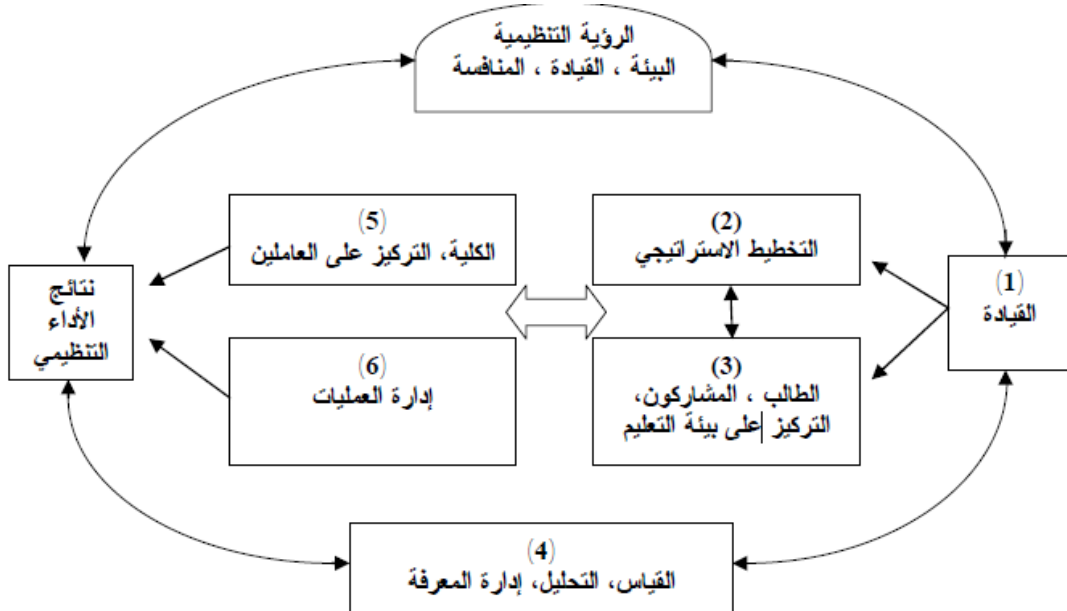 الرؤية التنظيمية
البيئة ، القيادة ، المنافسة
(1)
القيادة
(2)
التخطيط الاستراتيجي
(3)
الطالب ، المشاركون،
التركيز على بيئة التعليم
(5)
الكلية، التركيز على العاملين
(6)
إدارة العمليات
نتائج
الأداء
التنظيمي
(4)
القياس، التحليل، إدارة المعرفة